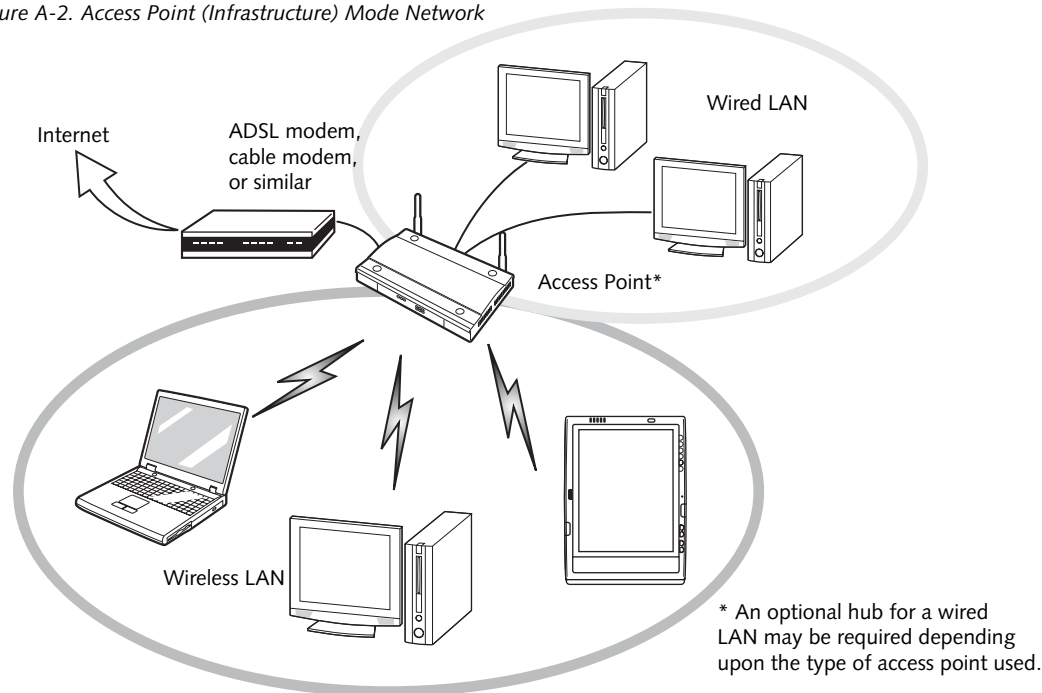 ure A-2. Access Point (Infrastructure) Mode Network
Wired LAN
Internet
ADSL modem,
cable modem,
or similar
Access Point*
Wireless LAN
* An optional hub for a wired
LAN may be required depending
upon the type of access point used.